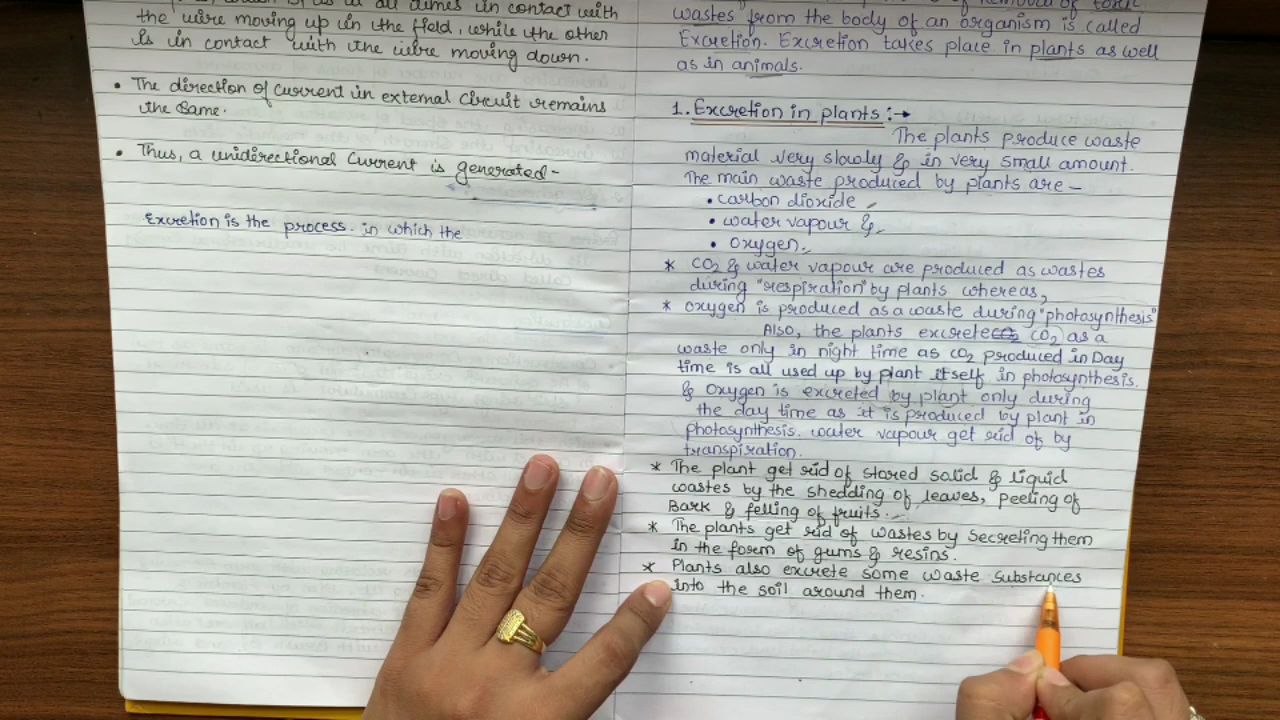 at all times in contact with
the wire moving up in the field, while the other
is in contact with the wire moving down.
• The direction of current in external circuit remains
the same.
• Thus, a unidirectional current is generated-
Excretion is the process. in which the
of removal of toxic
wastes from the body of an organism is called
Excretion. Excretion takes place in plants as well
as in animals.
1. Excretion in plants :→
The plants produce waste
material very slowly & in very small amount.
The main waste produced by plants are –
• carbon dioxide
• water vapour &
• oxygen.
* CO2 & water vapour are produced as wastes
during "respiration" by plants whereas,
* oxygen is produced as a waste during "photosynthesis"
Also, the plants excrete CO2 as a
waste only in night time as CO2 produced in Day
time is all used up by plant itself in photosynthesis.
& oxygen is excreted by plant only during
the day time as it is produced by plant in
photosynthesis. water vapour get rid of by
transpiration.
* The plant get rid of stored solid & liquid
wastes by the shedding of leaves, peeling of
Bark & felling of fruits.
* The plants get rid of wastes by secreting them
in the form of gums & resins.
* Plants also excrete some waste substances
into the soil around them.